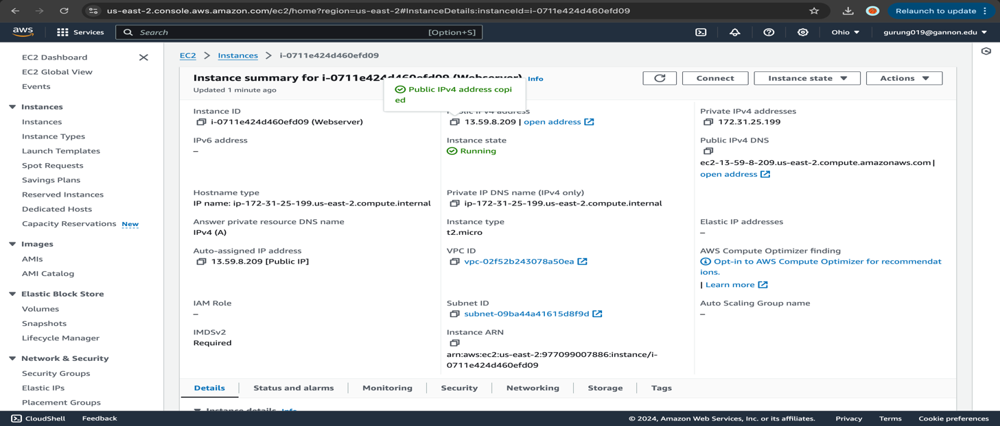 us-east-2.console.aws.amazon.com/ec2/home?region=us-east-2#InstanceDetails:instanceId=i-0711e424d460efd09
Relaunch to update
aws
Services
Search
[Option+S]
Ohio
gurung019@gannon.edu
EC2 Dashboard
EC2 Global View
Events
Instances
Instances
Instance Types
Launch Templates
Spot Requests
Savings Plans
Reserved Instances
Dedicated Hosts
Capacity Reservations New
Images
AMIs
AMI Catalog
Elastic Block Store
Volumes
Snapshots
Lifecycle Manager
Network & Security
Security Groups
Elastic IPs
Placement Groups
EC2 > Instances > i-0711e424d460efd09
Instance summary for i-0711e424d460efd09 (Webserver) Info
Updated 1 minute ago
Connect
Instance state
Actions
Public IPv4 address copi
ed
Instance ID
i-0711e424d460efd09 (Webserver)
Public IPv4 address
13.59.8.209 | open address
Private IPv4 addresses
172.31.25.199
IPv6 address
–
Instance state
Running
Public IPv4 DNS
ec2-13-59-8-209.us-east-2.compute.amazonaws.com |
open address
Hostname type
IP name: ip-172-31-25-199.us-east-2.compute.internal
Private IP DNS name (IPv4 only)
ip-172-31-25-199.us-east-2.compute.internal
Answer private resource DNS name
IPv4 (A)
Instance type
t2.micro
Elastic IP addresses
–
Auto-assigned IP address
13.59.8.209 [Public IP]
VPC ID
vpc-02f52b243078a50ea
AWS Compute Optimizer finding
Opt-in to AWS Compute Optimizer for recommendat
ions.
| Learn more
IAM Role
–
Subnet ID
subnet-09ba44a41615d8f9d
Auto Scaling Group name
–
IMDSv2
Required
Instance ARN
arn:aws:ec2:us-east-2:977099007886:instance/i-
0711e424d460efd09
Details
Status and alarms
Monitoring
Security
Networking
Storage
Tags
Instance details Info
CloudShell
Feedback
© 2024, Amazon Web Services, Inc. or its affiliates.
Privacy
Terms
Cookie preferences